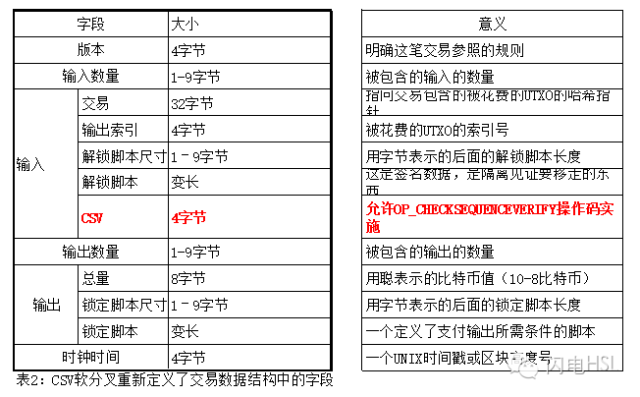 字段 大小 意义
版本 4字节 明确这笔交易参照的规则
输入数量 1-9字节 被包含的输入的数量
交易 32字节 指向交易包含的被花费的UTXO的哈希指
针
输出索引 4字节 被花费的UTXO的索引号
解锁脚本尺寸 1-9字节 用字节表示的后面的解锁脚本长度
输入
解锁脚本 变长 这是签名数据，是隔离见证要移走的东
西
CSV 4字节 允许OP_CHECKSEQUENCEVERIFY操作码实
施
输出数量 1-9字节 被包含的输出的数量
总量 8字节 用聪表示的比特币值（10-8比特币）
输出 锁定脚本尺寸 1-9字节 用字节表示的后面的锁定脚本长度
锁定脚本 变长 一个定义了支付输出所需条件的脚本
时钟时间 4字节 一个UNIX时间戳或区块高度号
闪电HSL
表2：CSV软分叉重新定义了交易数据结构中的字段